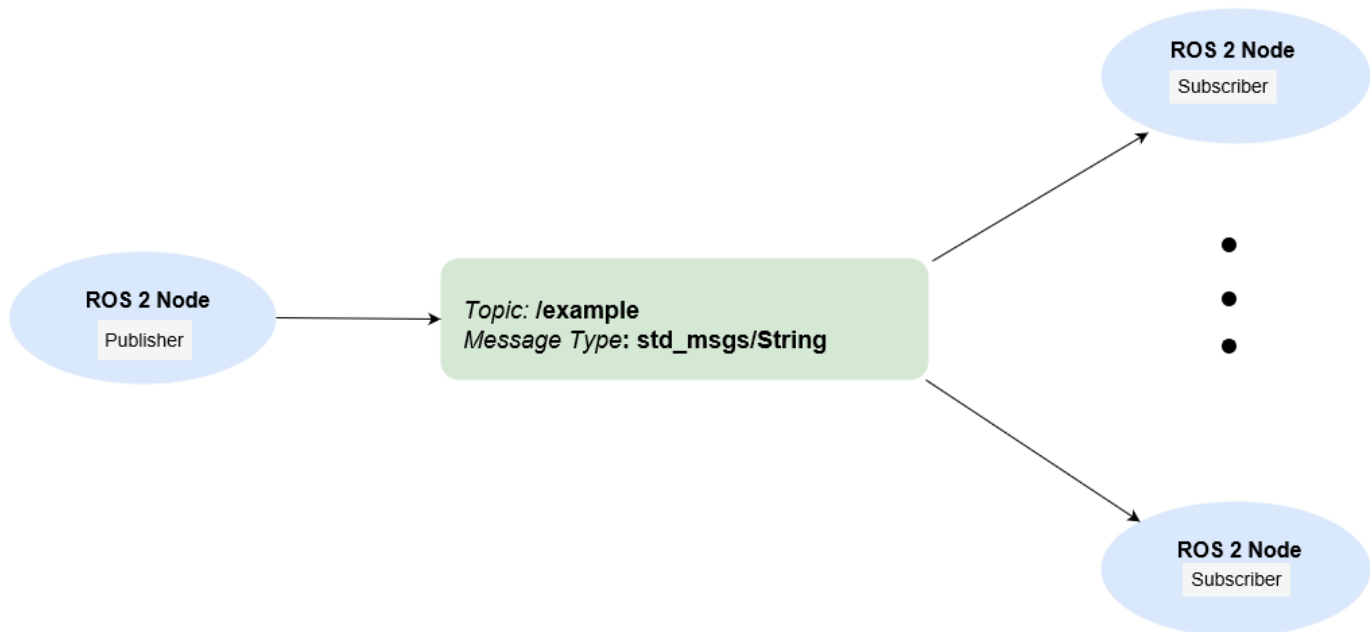 ROS 2 Node
Publisher
Topic: /example
Message Type: std_msgs/String
ROS 2 Node
Subscriber
ROS 2 Node
Subscriber